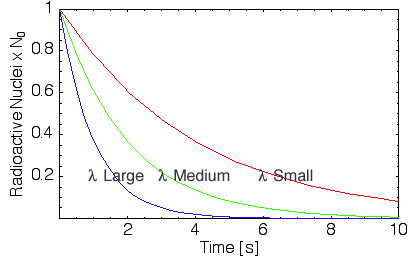 Radioactive Nuclei x N₀
1
0.8
0.6
0.4
0.2
λ Large
λ Medium
λ Small
2
4
6
8
10
Time [s]